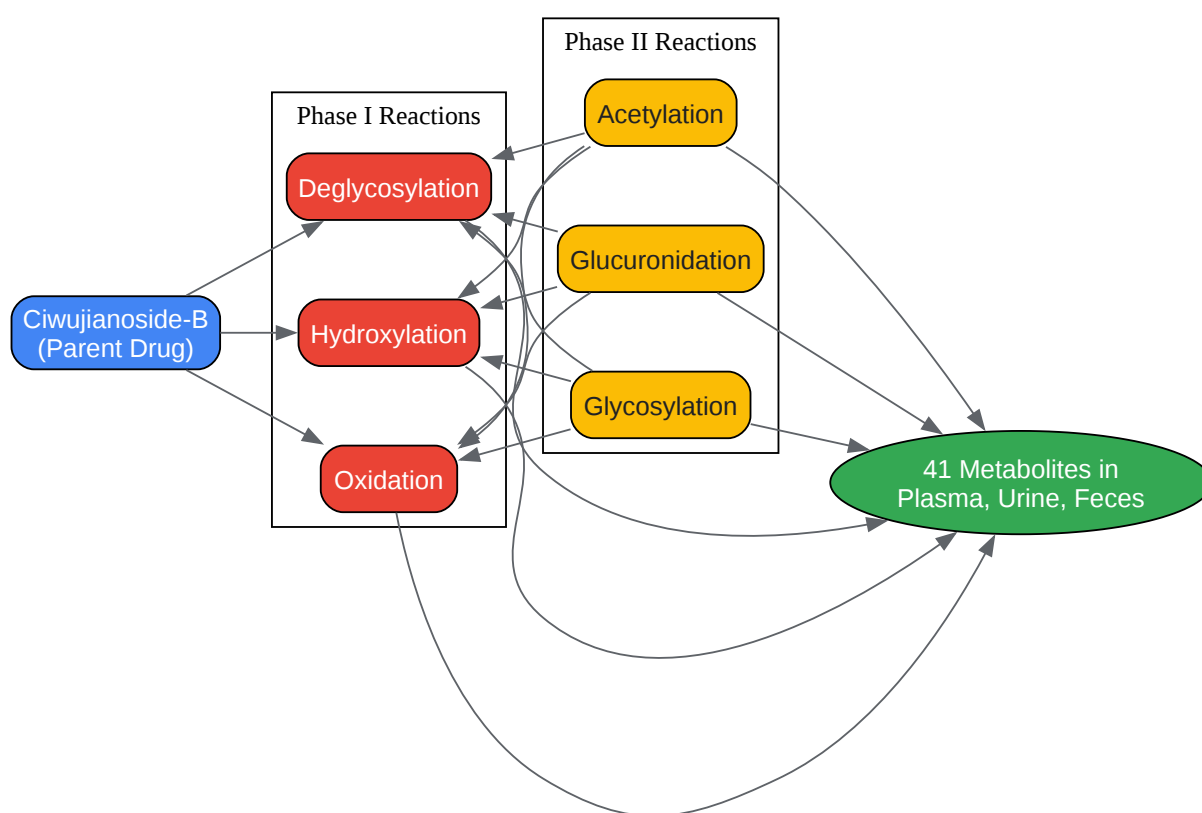 Phase II Reactions
Acetylation
Phase I Reactions
Deglycosylation
Glucuronidation
Ciwujianoside-B
(Parent Drug)
Hydroxylation
Glycosylation
Oxidation
41 Metabolites in
Plasma, Urine, Feces